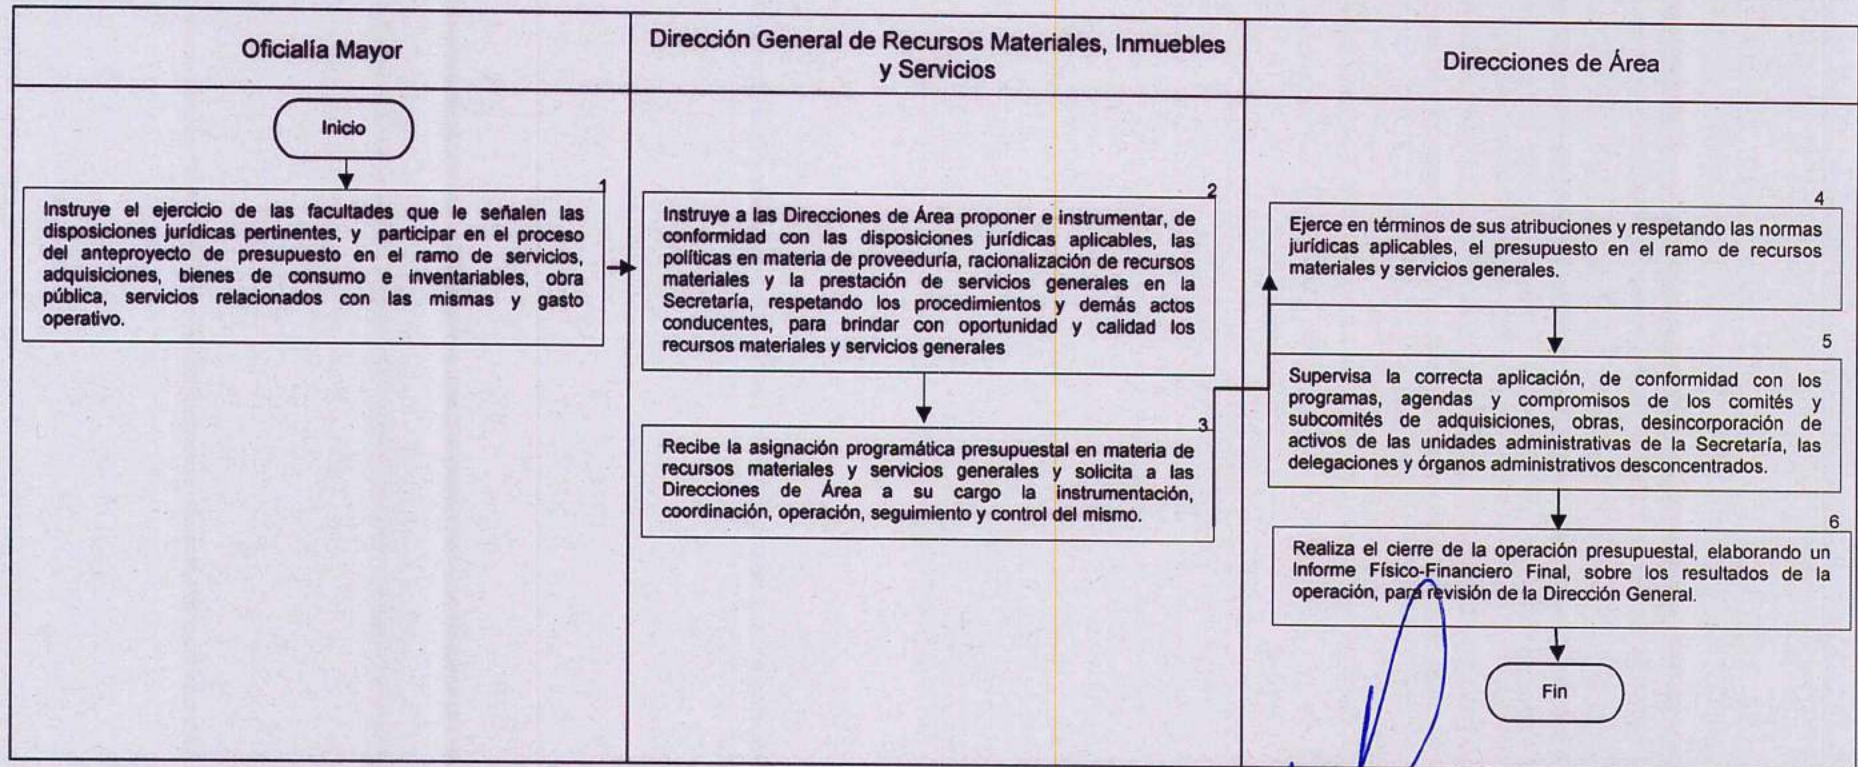 Oficialía Mayor
Inicio
1
Instruye el ejercicio de las facultades que le señalen las
disposiciones jurídicas pertinentes, y participar en el proceso
del anteproyecto de presupuesto en el ramo de servicios,
adquisiciones, bienes de consumo e inventariables, obra
pública, servicios relacionados con las mismas y gasto
operativo.
Dirección General de Recursos Materiales, Inmuebles
y Servicios
2
Instruye a las Direcciones de Área proponer e instrumentar, de
conformidad con las disposiciones jurídicas aplicables, las
políticas en materia de proveeduría, racionalización de recursos
materiales y la prestación de servicios generales en la
Secretaría, respetando los procedimientos y demás actos
conducentes, para brindar con oportunidad y calidad los
recursos materiales y servicios generales
3
Recibe la asignación programática presupuestal en materia de
recursos materiales y servicios generales y solicita a las
Direcciones de Área a su cargo la instrumentación,
coordinación, operación, seguimiento y control del mismo.
Direcciones de Área
4
Ejerce en términos de sus atribuciones y respetando las normas
jurídicas aplicables, el presupuesto en el ramo de recursos
materiales y servicios generales.
5
Supervisa la correcta aplicación, de conformidad con los
programas, agendas y compromisos de los comités y
subcomités de adquisiciones, obras, desincorporación de
activos de las unidades administrativas de la Secretaría, las
delegaciones y órganos administrativos desconcentrados.
6
Realiza el cierre de la operación presupuestal, elaborando un
Informe Físico-Financiero Final, sobre los resultados de la
operación, para revisión de la Dirección General.
Fin